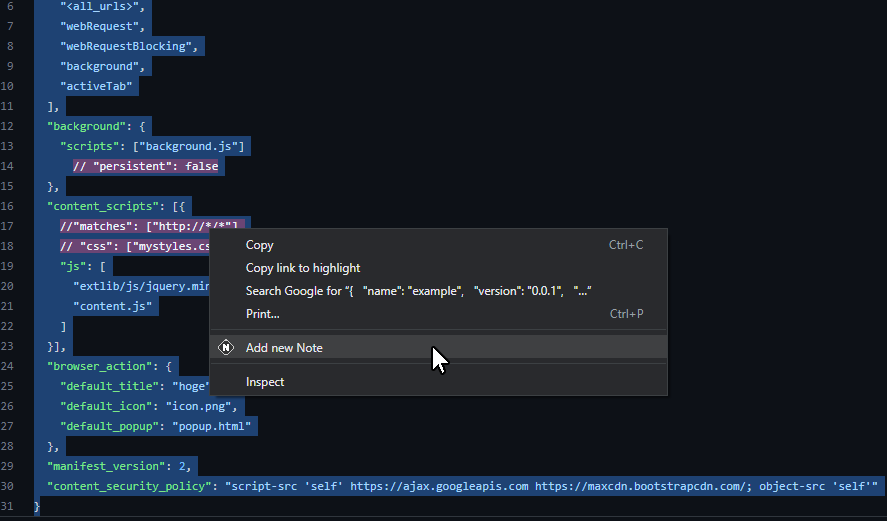 6 "<all_urls>",
7 "webRequest",
8 "webRequestBlocking",
9 "background",
10 "activeTab"
11 ],
12 "background": {
13 "scripts": ["background.js"]
14 // "persistent": false
15 },
16 "content_scripts": [{
17 //"matches": ["http://*/*"],
18 // "css": ["mystyles.cs
19 "js": [
20 "extlib/js/jquery.min
21 "content.js"
22 ]
23 }],
24 "browser_action": {
25 "default_title": "hoge"
26 "default_icon": "icon.png",
27 "default_popup": "popup.html"
28 },
29 "manifest_version": 2,
30 "content_security_policy": "script-src 'self' https://ajax.googleapis.com https://maxcdn.bootstrapcdn.com/; object-src 'self'"
31 }
Copy Ctrl+C
Copy link to highlight
Search Google for “{ "name": "example", "version": "0.0.1", "...”
Print... Ctrl+P
N Add new Note
Inspect